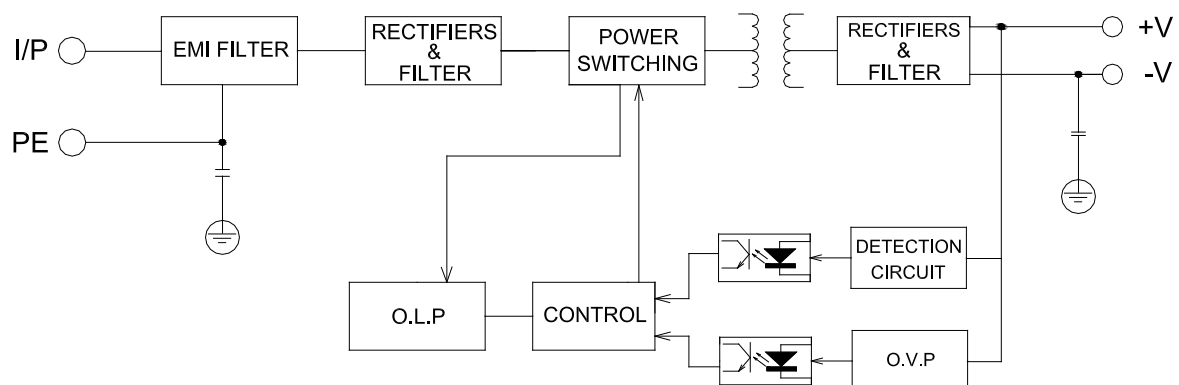 I/P
EMI FILTER
RECTIFIERS
&
FILTER
POWER
SWITCHING
RECTIFIERS
&
FILTER
+V
-V
PE
DETECTION
CIRCUIT
O.L.P
CONTROL
O.V.P